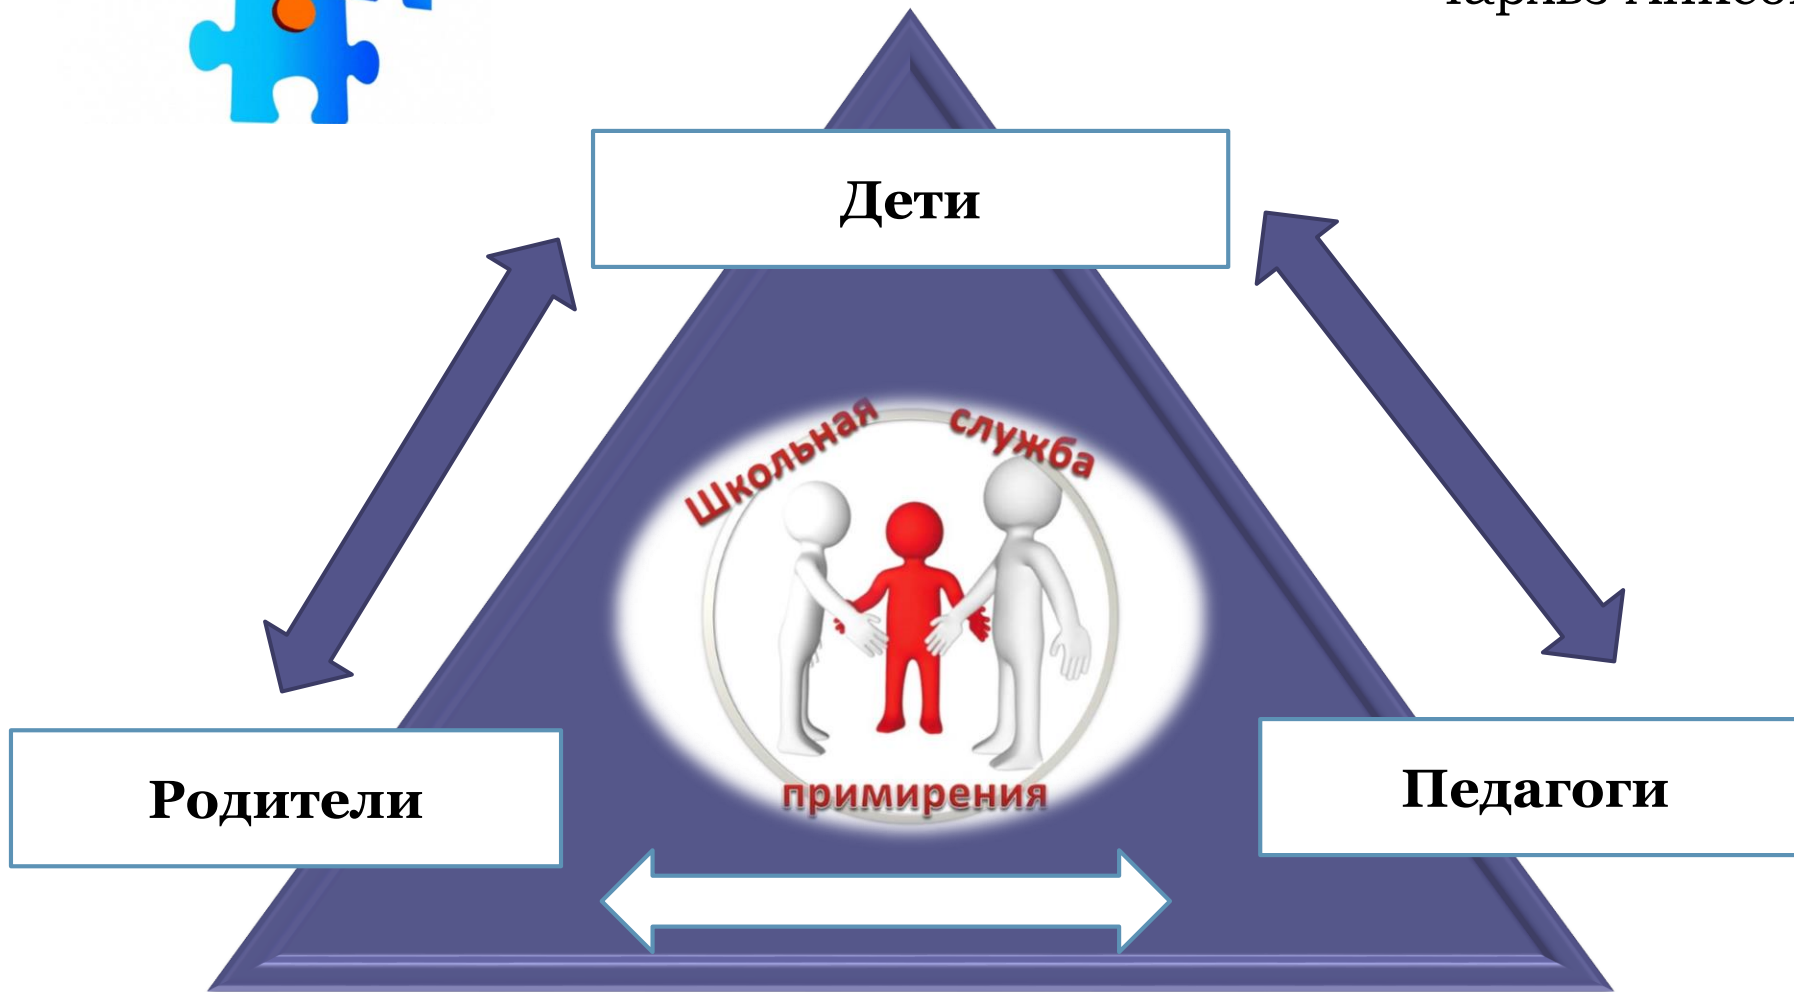 Дети
Школьная служба
примирения
Родители
Педагоги